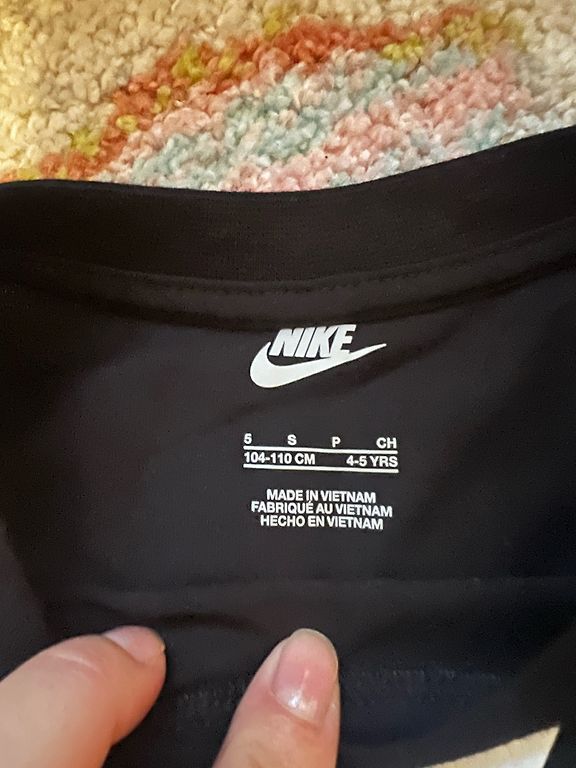 NIKE
5 S P CH
104-110 CM 4-5 YRS
MADE IN VIETNAM
FABRIQUÉ AU VIETNAM
HECHO EN VIETNAM